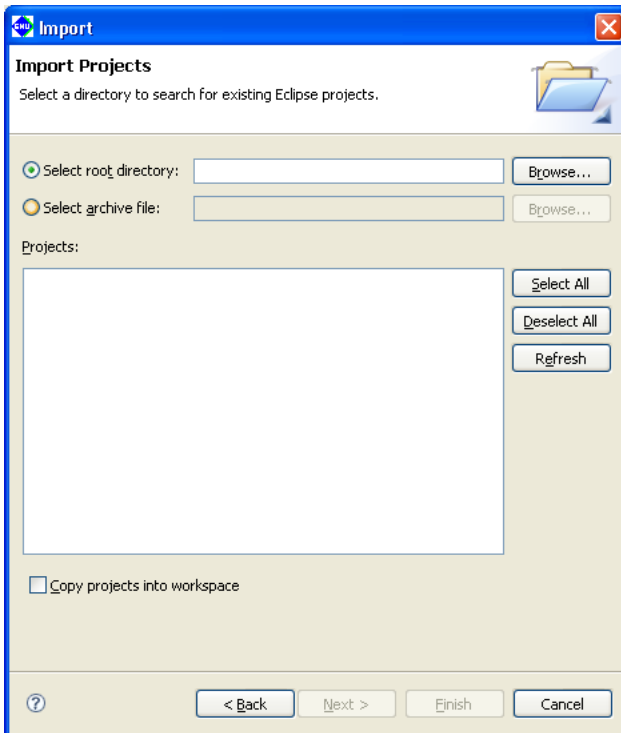 EMU Import
Import Projects
Select a directory to search for existing Eclipse projects.
Select root directory: Browse...
Select archive file: Browse...
Projects:
Select All
Deselect All
Refresh
Copy projects into workspace
? < Back Next > Finish Cancel